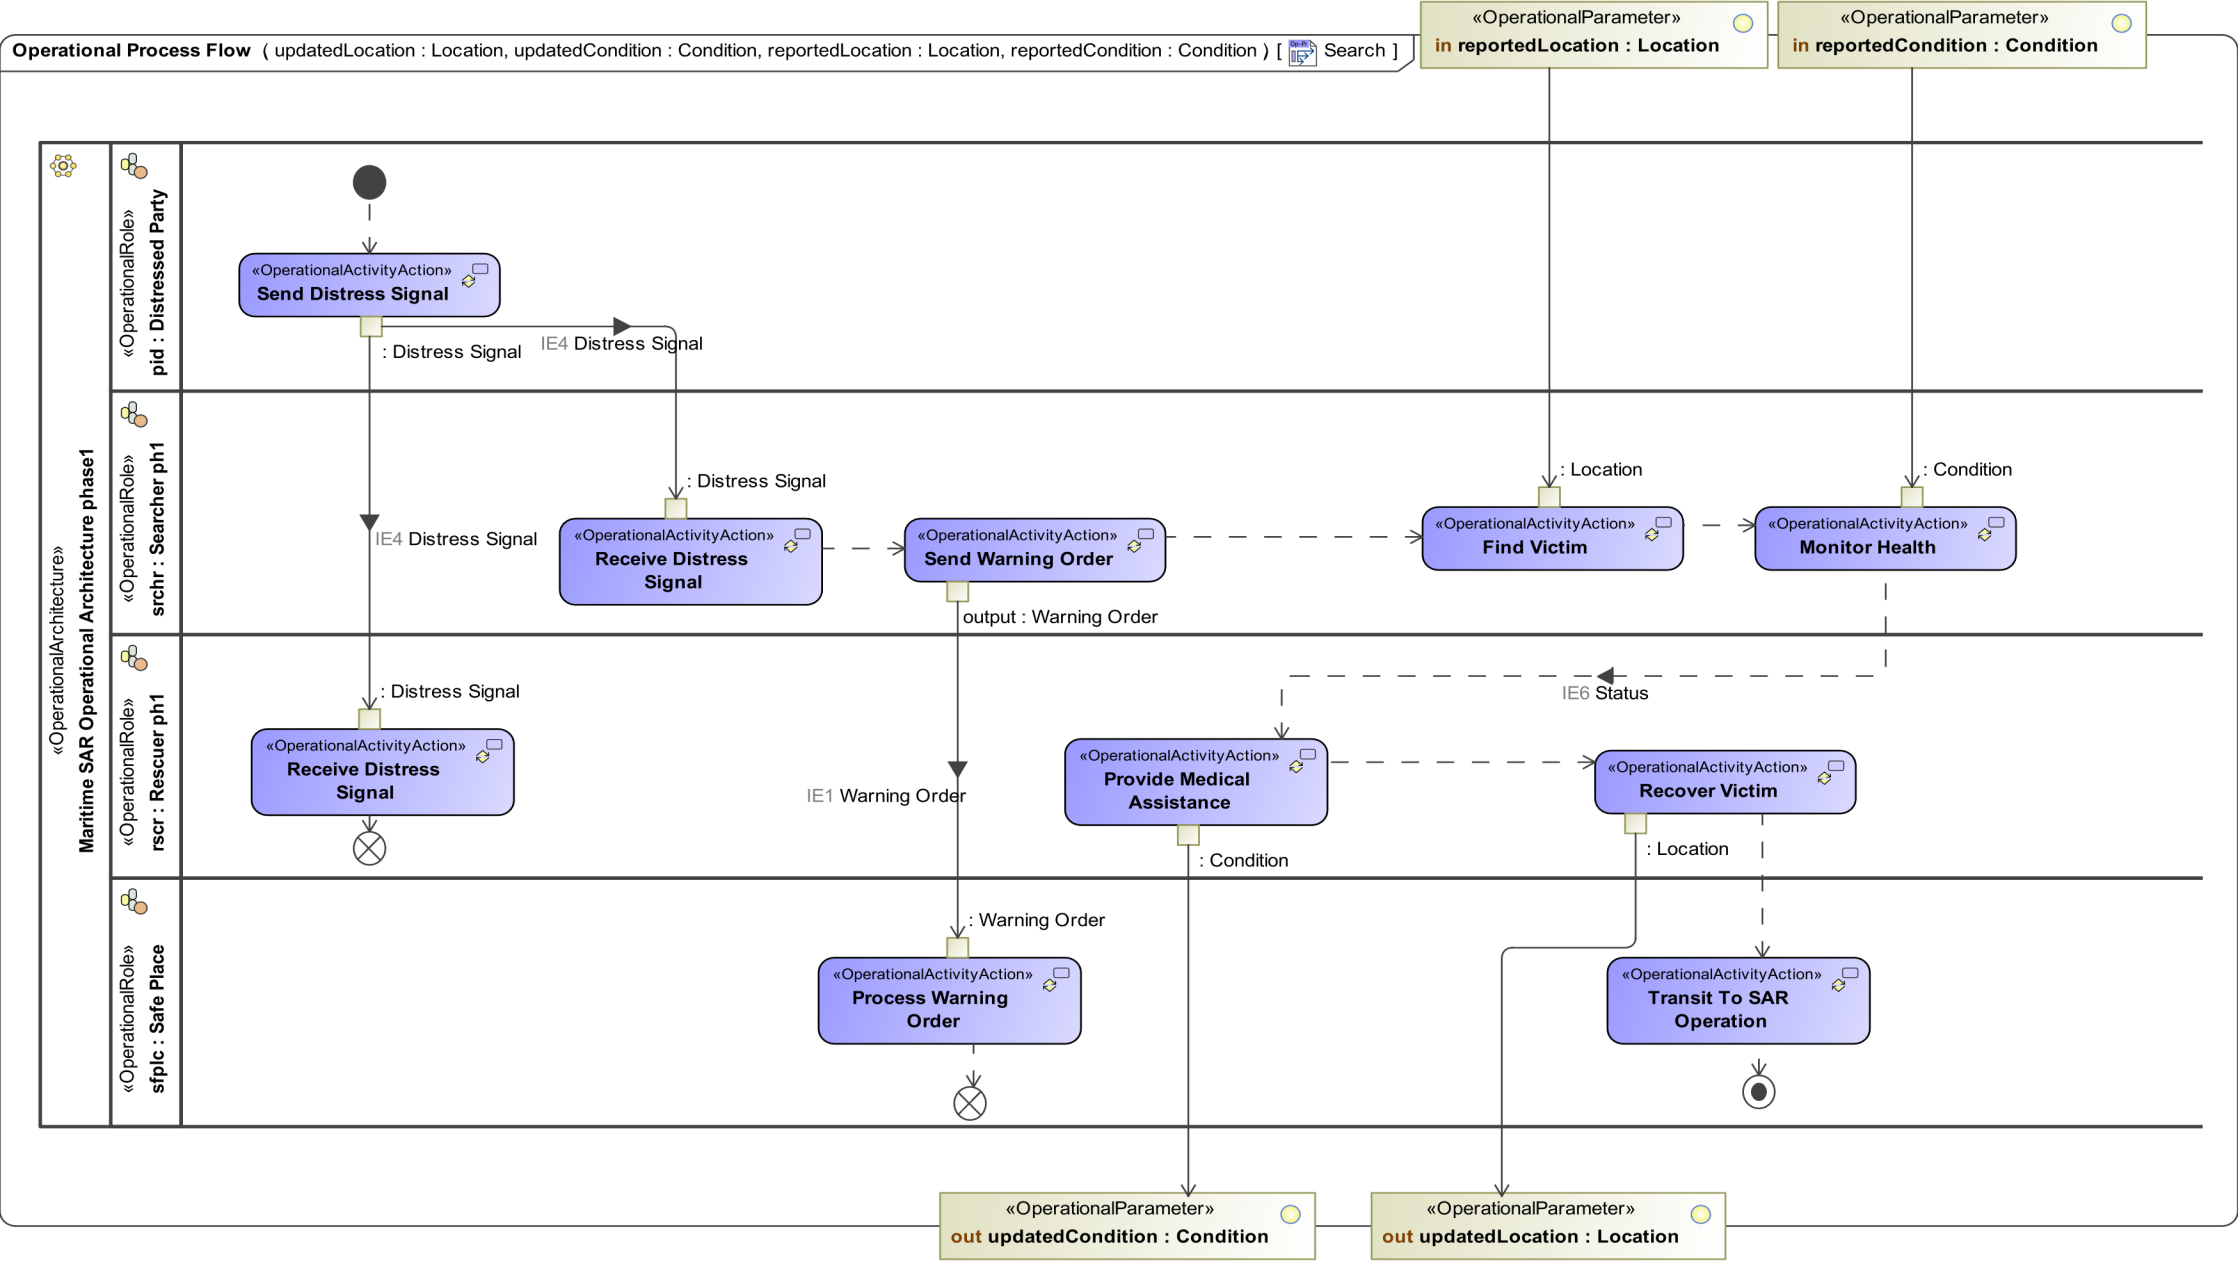 «OperationalParameter»
in reportedLocation : Location
«OperationalParameter»
in reportedCondition : Condition
Operational Process Flow ( updatedLocation : Location, updatedCondition : Condition, reportedLocation : Location, reportedCondition : Condition ) [ Search ]
«OperationalArchitecture»
Maritime SAR Operational Architecture phase1
«OperationalRole»
pid : Distressed Party
«OperationalActivityAction»
Send Distress Signal
: Distress Signal
IE4 Distress Signal
«OperationalRole»
srchr : Searcher ph1
IE4 Distress Signal
: Distress Signal
«OperationalActivityAction»
Receive Distress
Signal
«OperationalActivityAction»
Send Warning Order
output : Warning Order
: Location
«OperationalActivityAction»
Find Victim
: Condition
«OperationalActivityAction»
Monitor Health
«OperationalRole»
rscr : Rescuer ph1
: Distress Signal
«OperationalActivityAction»
Receive Distress
Signal
IE1 Warning Order
IE6 Status
«OperationalActivityAction»
Provide Medical
Assistance
: Condition
«OperationalActivityAction»
Recover Victim
: Location
«OperationalRole»
sfplc : Safe Place
: Warning Order
«OperationalActivityAction»
Process Warning
Order
«OperationalActivityAction»
Transit To SAR
Operation
«OperationalParameter»
out updatedCondition : Condition
«OperationalParameter»
out updatedLocation : Location